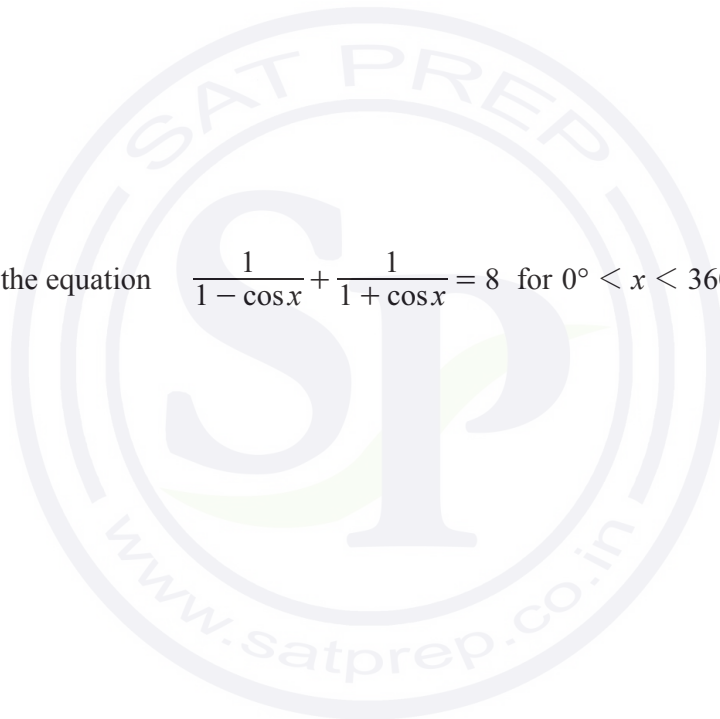 SAT PREP
the equation 1/(1 − cos x) + 1/(1 + cos x) = 8 for 0° < x < 36
SP
www.satprep.co.in